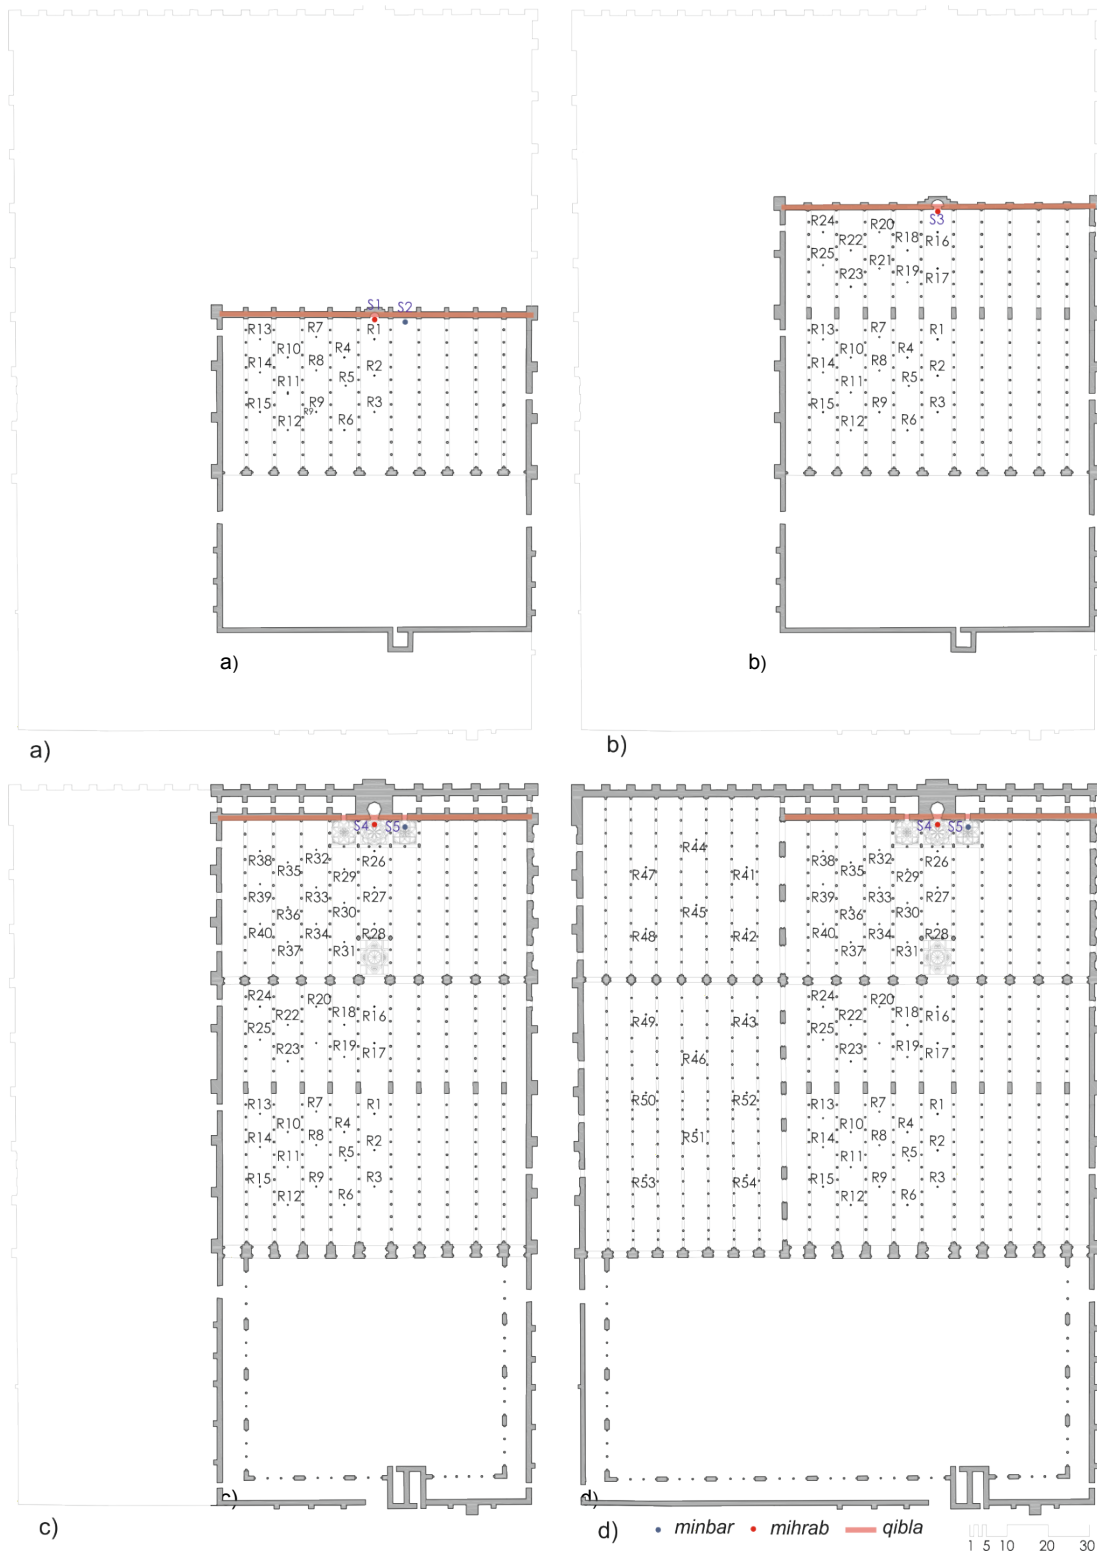 S1 S2
R13 R7 R1
R10 R4
R14 R8 R2
R11 R5
R15 R9 R3
R9
R12 R6
a)
a)
S3
R24 R20
R22 R18 R16
R25 R21
R23 R19 R17
R13 R7 R1
R10 R4
R14 R8 R2
R11 R5
R15 R9 R3
R12 R6
b)
b)
S4 S5
R38 R32 R26
R35 R29
R39 R33 R27
R36 R30
R40 R34 R28
R37 R31
R24 R20
R22 R18 R16
R25
R23 R19 R17
R13 R7 R1
R10 R4
R14 R8 R2
R11 R5
R15 R9 R3
R12 R6
c)
c)
S4 S5
R44 R38 R32 R26
R47 R41 R35 R29
R39 R33 R27
R45 R36 R30
R48 R42 R40 R34 R28
R37 R31
R24 R20
R49 R43 R22 R18 R16
R25
R46 R23 R19 R17
R50 R52 R13 R7 R1
R10 R4
R51 R14 R8 R2
R11 R5
R53 R54 R15 R9 R3
R12 R6
d)
d)
minbar mihrab qibla
1 5 10 20 30